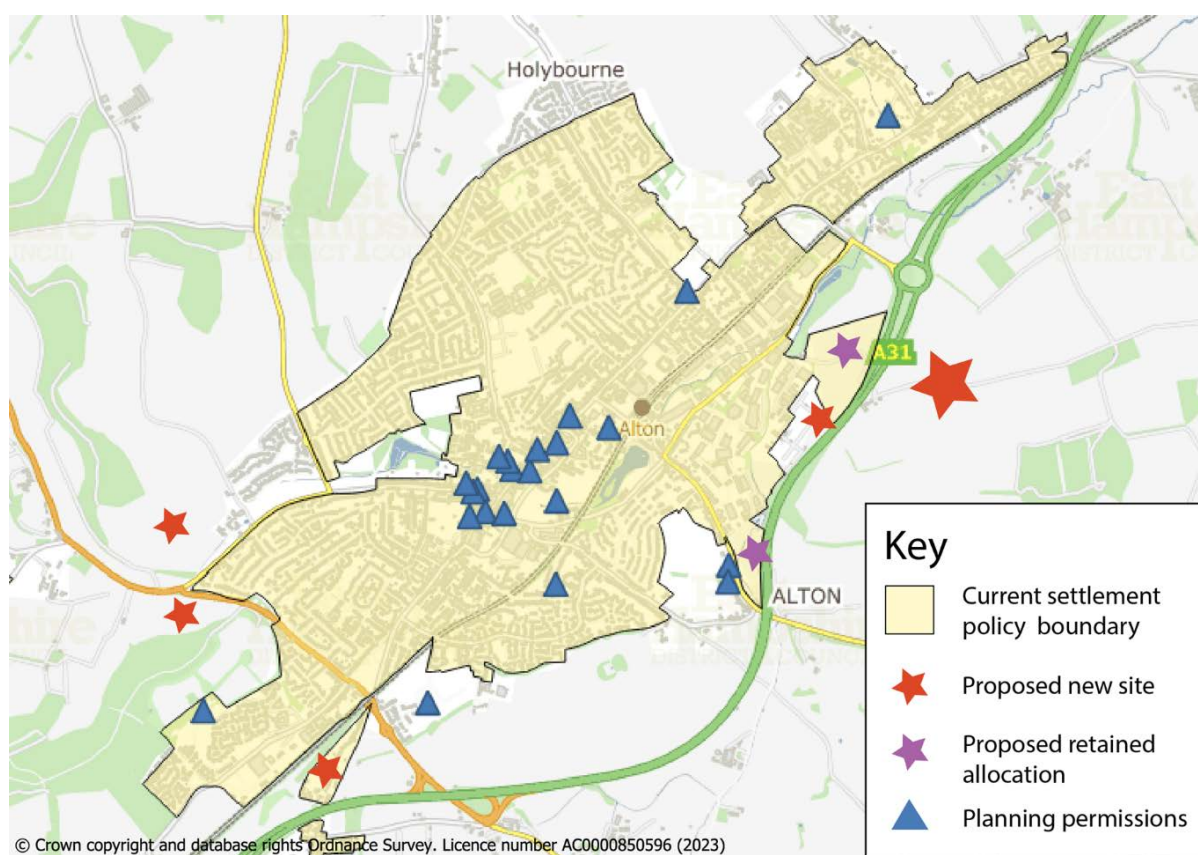 Holybourne
A31
Alton
ALTON
Key
Current settlement
policy boundary
Proposed new site
Proposed retained
allocation
Planning permissions
© Crown copyright and database rights Ordnance Survey. Licence number AC0000850596 (2023)